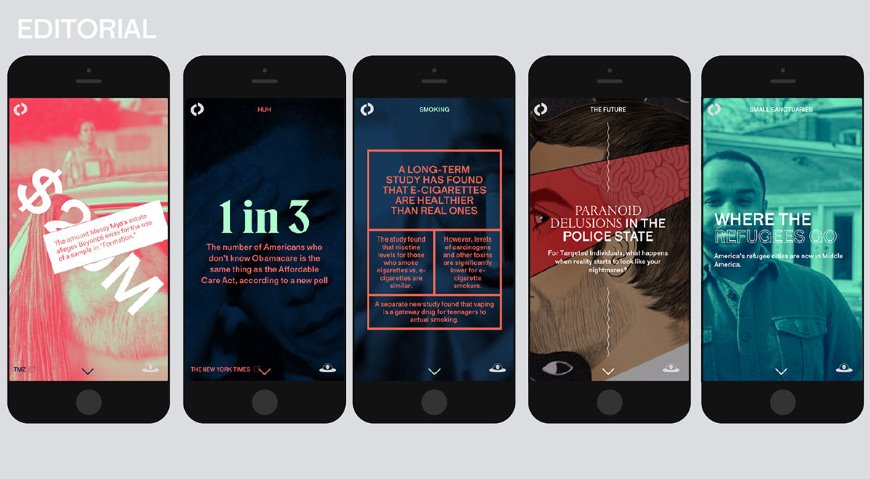 EDITORIAL
$20M
The amount Messy Mya's estate
alleges Beyoncé owes for the use
of a sample in "Formation."
TMZ
HUH
1 in 3
The number of Americans who
don't know Obamacare is the
same thing as the Affordable
Care Act, according to a new poll
THE NEW YORK TIMES
SMOKING
A LONG-TERM
STUDY HAS FOUND
THAT E-CIGARETTES
ARE HEALTHIER
THAN REAL ONES
The study found
that nicotine
levels for those
who smoke
cigarettes vs. e-
cigarettes are
similar.
However, levels
of carcinogens
and other toxins
are significantly
lower for e-
cigarette
smokers.
A separate new study found that vaping
is a gateway drug for teenagers to
actual smoking.
THE FUTURE
PARANOID
DELUSIONS IN THE
POLICE STATE
For Targeted Individuals, what happens
when reality starts to look like your
nightmares?
SMALL SANCTUARIES
WHERE THE
REFUGEES GO
America's refugee cities are now in Middle
America.